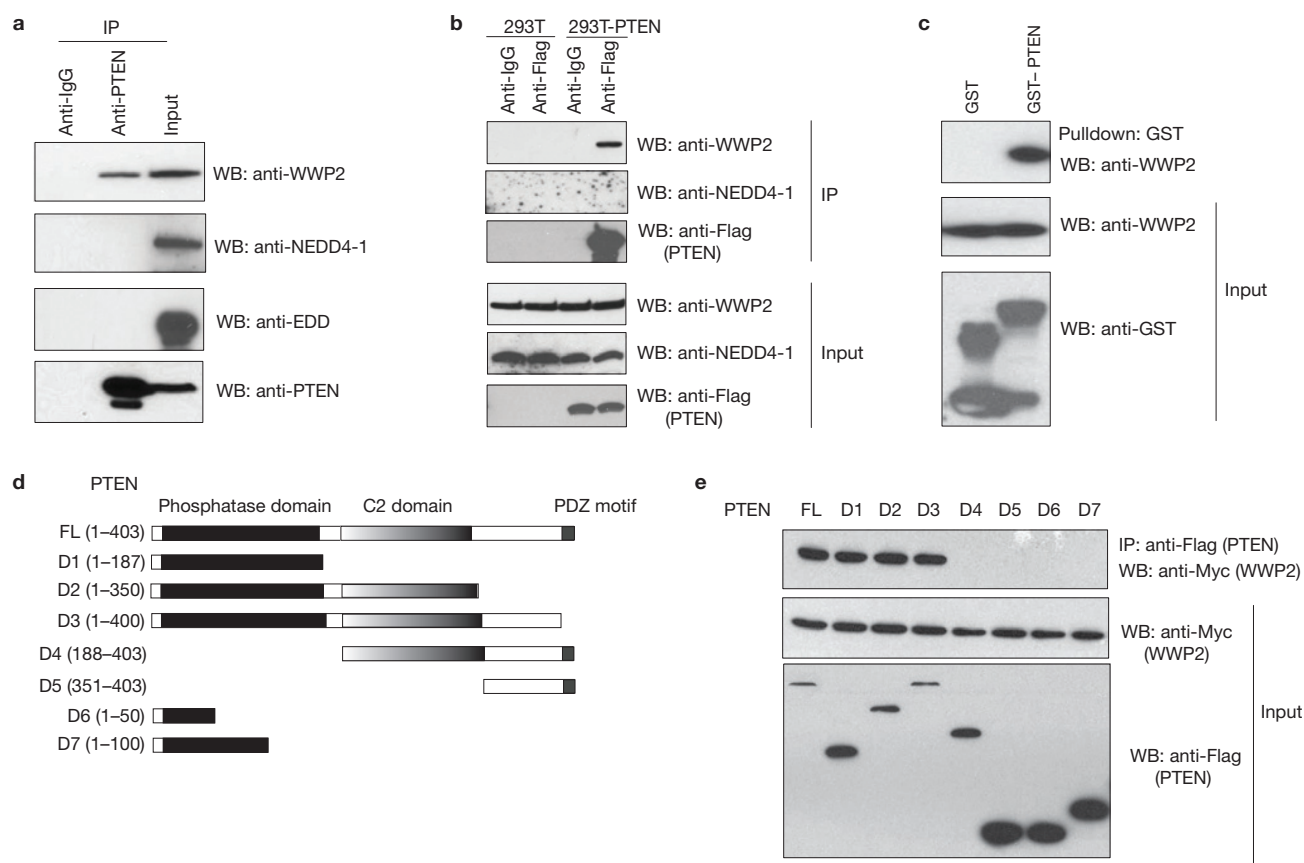 a
IP
Anti-IgG
Anti-PTEN
Input
WB: anti-WWP2
WB: anti-NEDD4-1
WB: anti-EDD
WB: anti-PTEN
b
293T
293T-PTEN
Anti-IgG
Anti-Flag
Anti-IgG
Anti-Flag
WB: anti-WWP2
WB: anti-NEDD4-1
WB: anti-Flag
(PTEN)
IP
WB: anti-WWP2
WB: anti-NEDD4-1
WB: anti-Flag
(PTEN)
Input
c
GST
GST– PTEN
Pulldown: GST
WB: anti-WWP2
WB: anti-WWP2
WB: anti-GST
Input
d
PTEN
Phosphatase domain
C2 domain
PDZ motif
FL (1–403)
D1 (1–187)
D2 (1–350)
D3 (1–400)
D4 (188–403)
D5 (351–403)
D6 (1–50)
D7 (1–100)
e
PTEN FL D1 D2 D3 D4 D5 D6 D7
IP: anti-Flag (PTEN)
WB: anti-Myc (WWP2)
WB: anti-Myc
(WWP2)
WB: anti-Flag
(PTEN)
Input